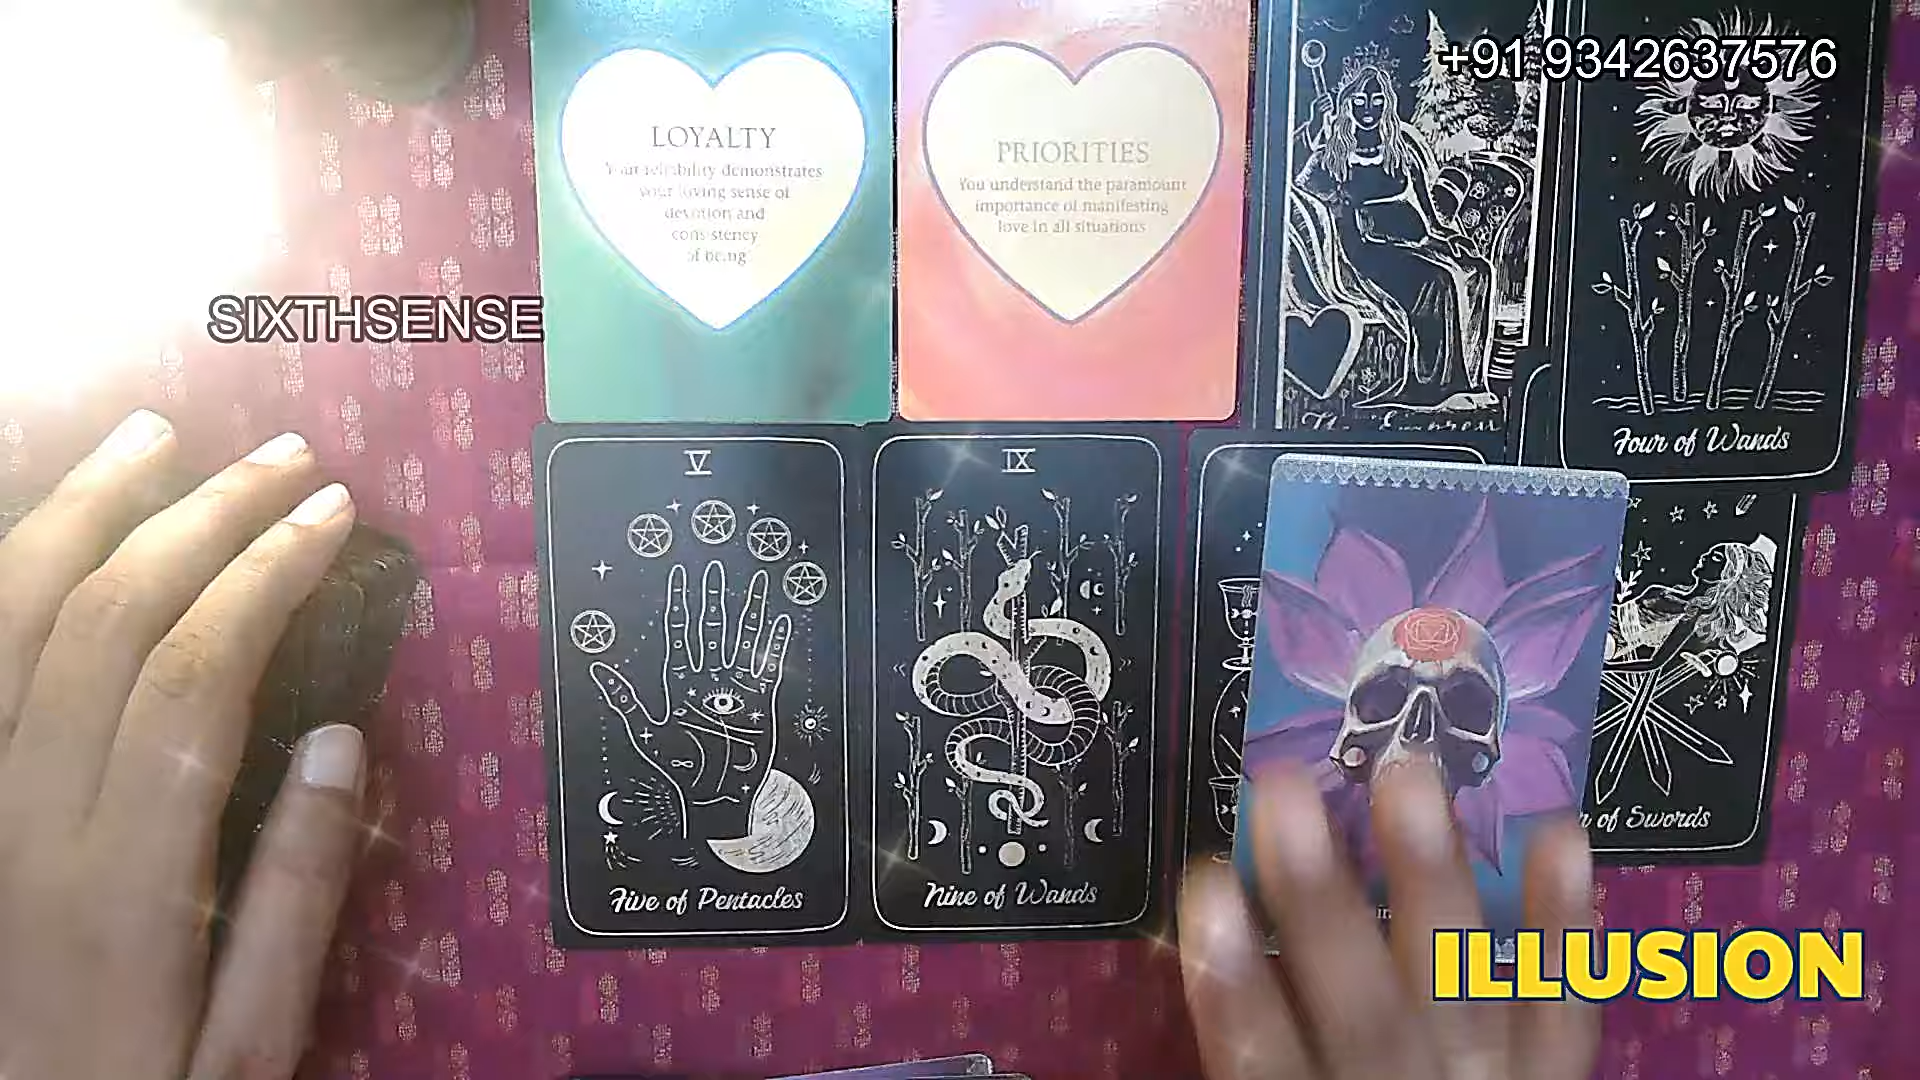 +91 9342637576
LOYALTY
Your reliability demonstrates
your loving sense of
devotion and
consistency
of being
PRIORITIES
You understand the paramount
importance of manifesting
love in all situations
SIXTHSENSE
The Empress
Four of Wands
V
IX
Five of Pentacles
Nine of Wands
of Swords
ILLUSION